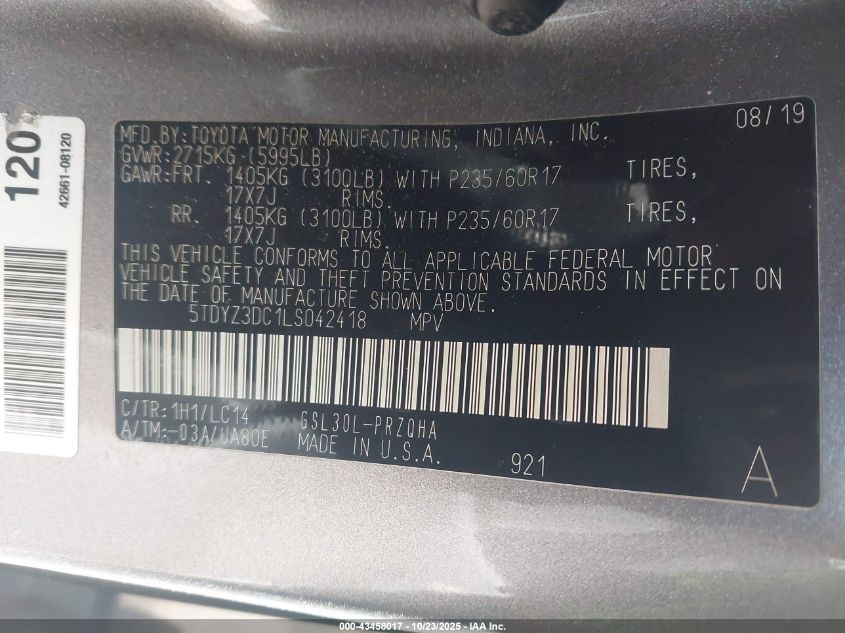 120
42661-08120
08/19
MFD.BY:TOYOTA MOTOR MANUFACTURING, INDIANA, INC.
GVWR:2715KG (5995LB)
GAWR:FRT. 1405KG (3100LB) WITH P235/60R17 TIRES,
17X7J RIMS.
RR. 1405KG (3100LB) WITH P235/60R17 TIRES,
17X7J RIMS.
THIS VEHICLE CONFORMS TO ALL APPLICABLE FEDERAL MOTOR
VEHICLE SAFETY AND THEFT PREVENTION STANDARDS IN EFFECT ON
THE DATE OF MANUFACTURE SHOWN ABOVE.
5TDYZ3DC1LS042418 MPV
C/TR:1H1/LC14 GSL30L-PRZQHA
A/TM:-03A/UA80E MADE IN U.S.A.
921
A
000-43458017 - 10/23/2025 - IAA Inc.